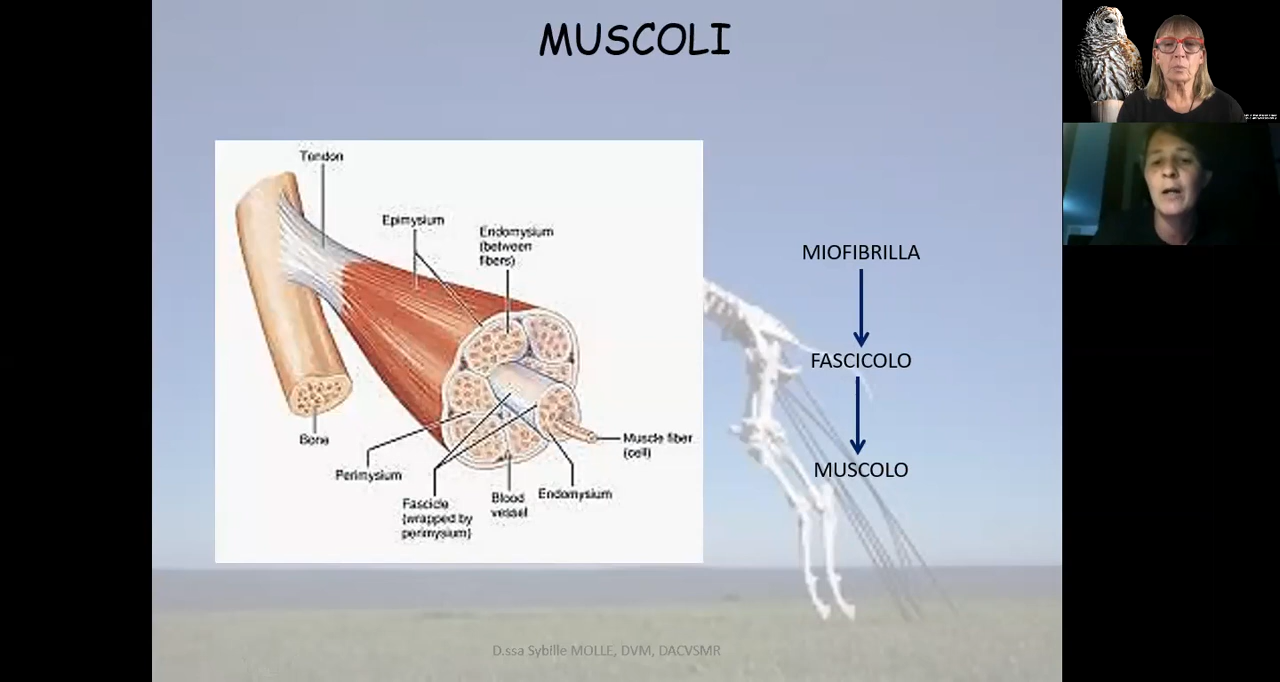 MUSCOLI
Tendon
Epimysium
Endomysium
(between
fibers)
Bone
Perimysium
Fascicle
(wrapped by
perimysium)
Blood
vessel
Endomysium
Muscle fiber
(cell)
MIOFIBRILLA
FASCICOLO
MUSCOLO
D.ssa Sybille MOLLE, DVM, DACVSMR